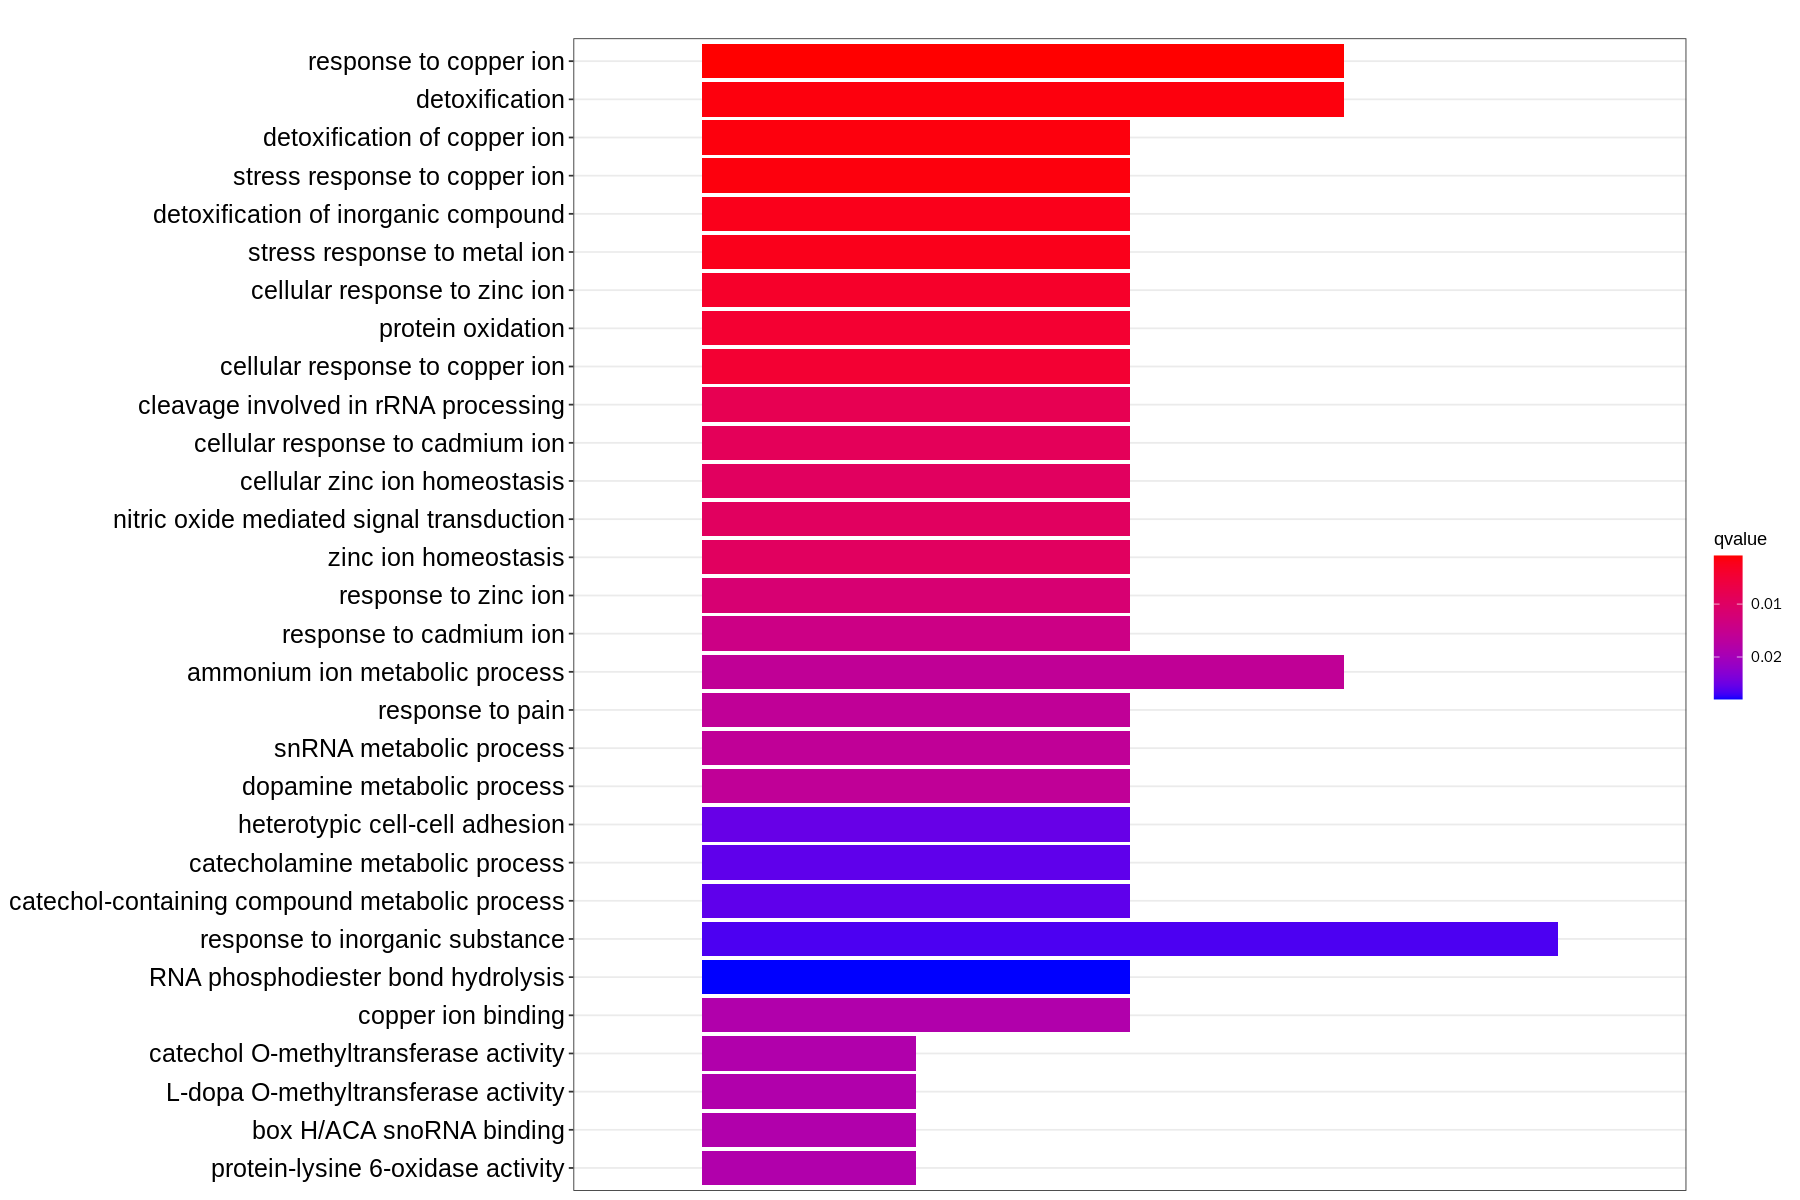 response to copper ion
detoxification
detoxification of copper ion
stress response to copper ion
detoxification of inorganic compound
stress response to metal ion
cellular response to zinc ion
protein oxidation
cellular response to copper ion
cleavage involved in rRNA processing
cellular response to cadmium ion
cellular zinc ion homeostasis
nitric oxide mediated signal transduction
zinc ion homeostasis
response to zinc ion
response to cadmium ion
ammonium ion metabolic process
response to pain
snRNA metabolic process
dopamine metabolic process
heterotypic cell-cell adhesion
catecholamine metabolic process
catechol-containing compound metabolic process
response to inorganic substance
RNA phosphodiester bond hydrolysis
copper ion binding
catechol O-methyltransferase activity
L-dopa O-methyltransferase activity
box H/ACA snoRNA binding
protein-lysine 6-oxidase activity
qvalue
0.01
0.02